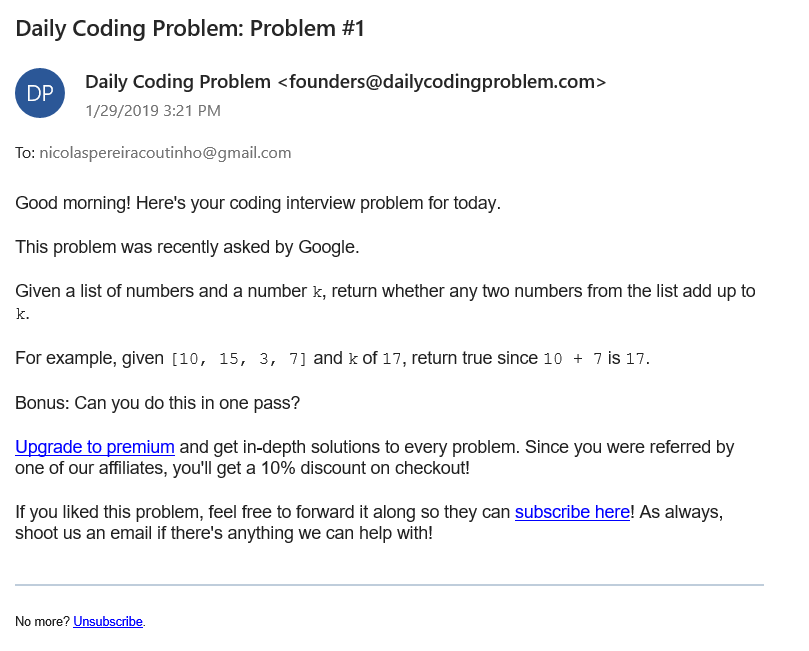 Daily Coding Problem: Problem #1
DP
Daily Coding Problem <founders@dailycodingproblem.com>
1/29/2019 3:21 PM
To: nicolaspereiracoutinho@gmail.com
Good morning! Here's your coding interview problem for today.
This problem was recently asked by Google.
Given a list of numbers and a number k, return whether any two numbers from the list add up to
k.
For example, given [10, 15, 3, 7] and k of 17, return true since 10 + 7 is 17.
Bonus: Can you do this in one pass?
Upgrade to premium and get in-depth solutions to every problem. Since you were referred by
one of our affiliates, you'll get a 10% discount on checkout!
If you liked this problem, feel free to forward it along so they can subscribe here! As always,
shoot us an email if there's anything we can help with!
No more? Unsubscribe.